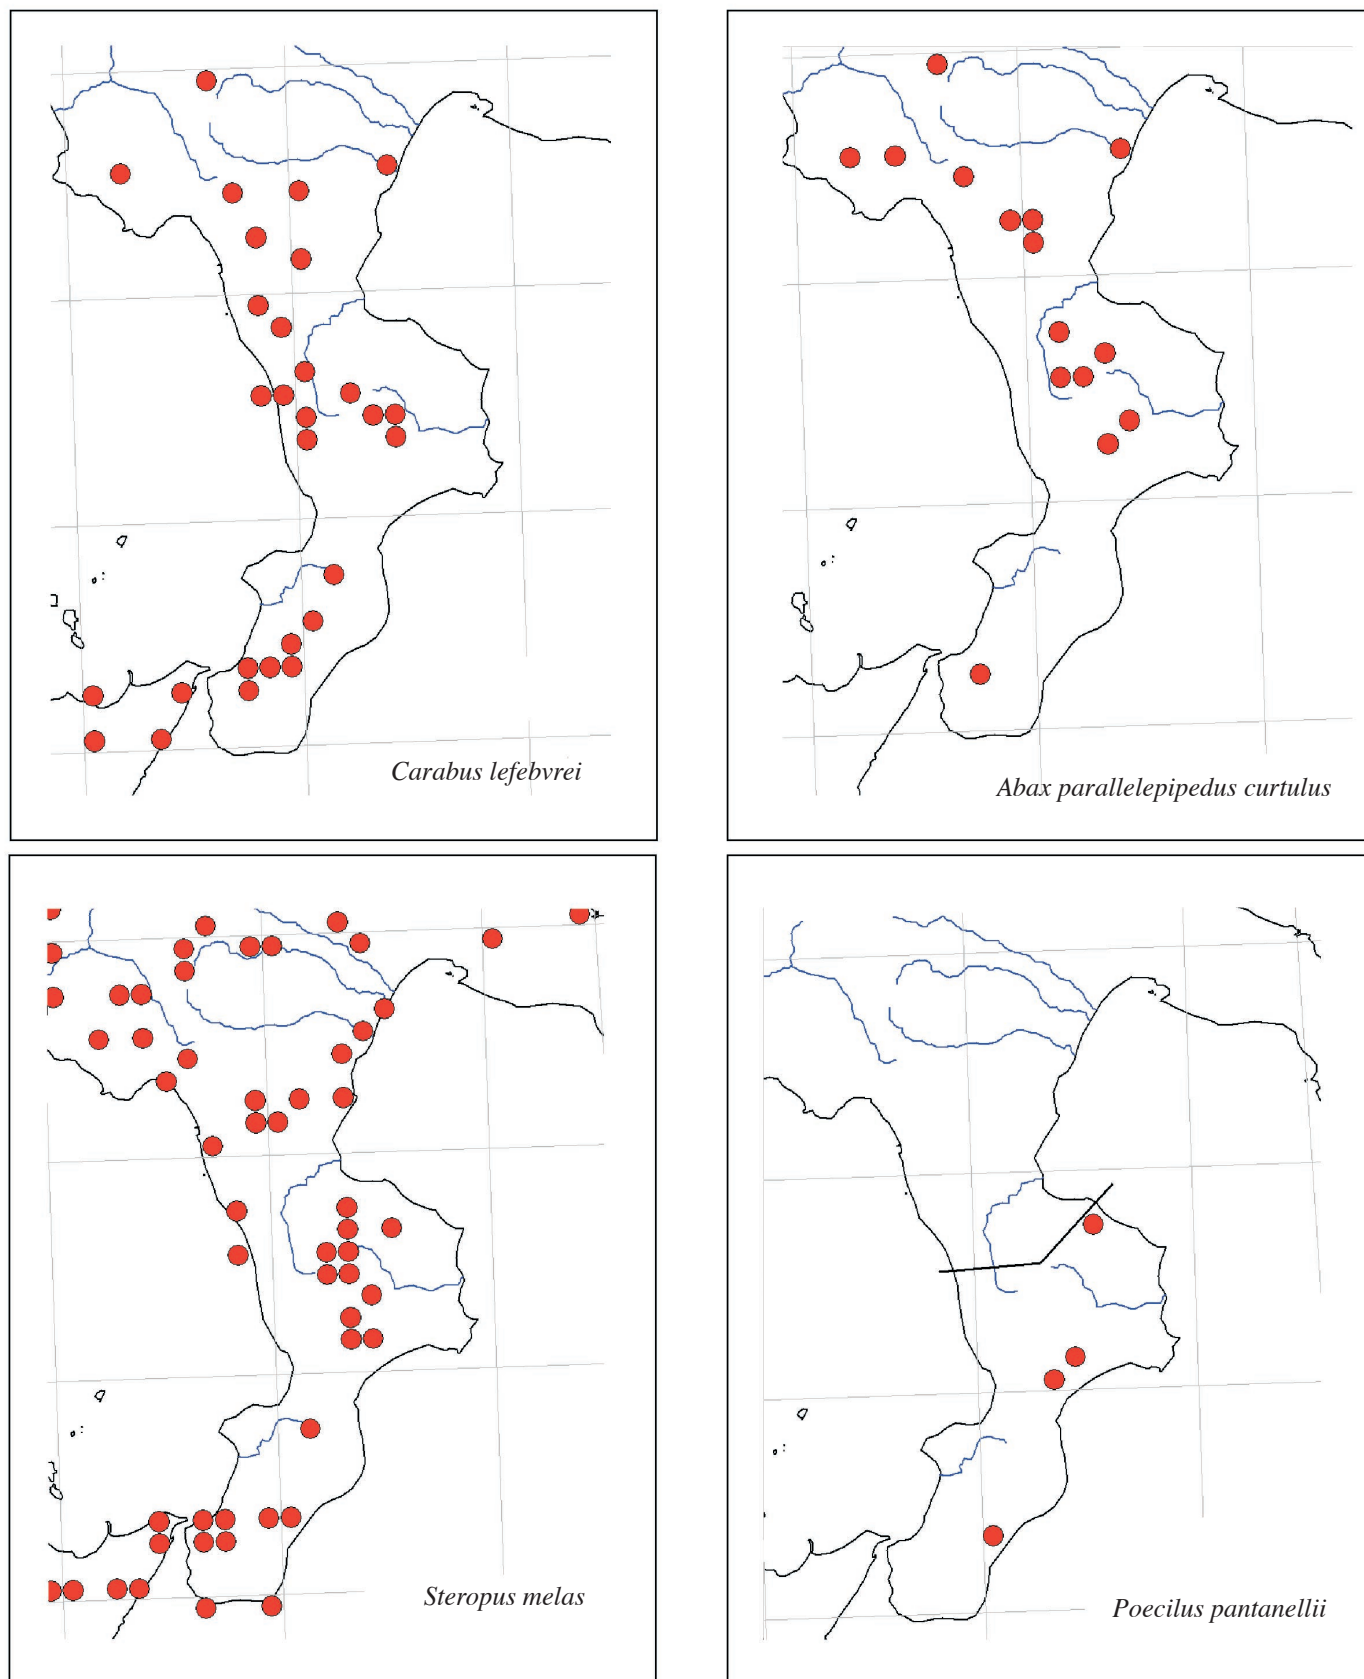 Carabus lefebvrei
Abax parallelepipedus curtulus
Steropus melas
Poecilus pantanellii